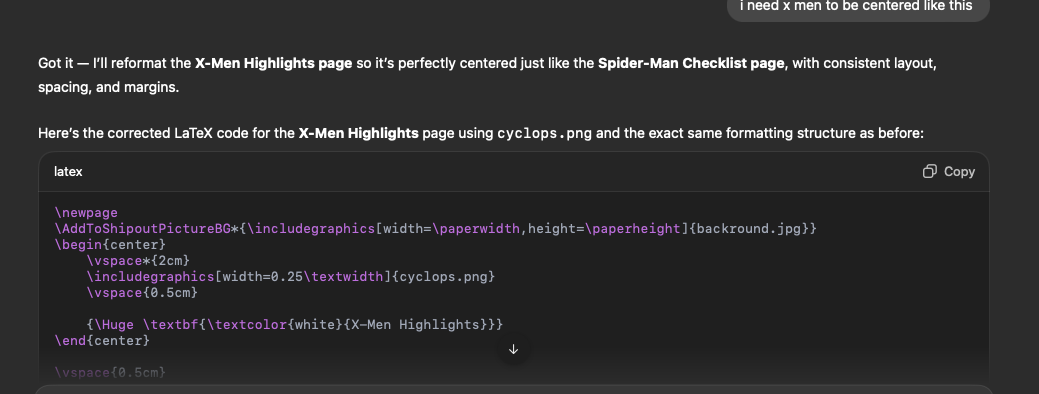 i need x men to be centered like this
Got it — I'll reformat the X-Men Highlights page so it's perfectly centered just like the Spider-Man Checklist page, with consistent layout,
spacing, and margins.
Here's the corrected LaTeX code for the X-Men Highlights page using cyclops.png and the exact same formatting structure as before:
latex
Copy
\newpage
\AddToShipoutPictureBG*{\includegraphics[width=\paperwidth,height=\paperheight]{backround.jpg}}
\begin{center}
    \vspace*{2cm}
    \includegraphics[width=0.25\textwidth]{cyclops.png}
    \vspace{0.5cm}
    {\Huge \textbf{\textcolor{white}{X-Men Highlights}}}
\end{center}
\vspace{0.5cm}